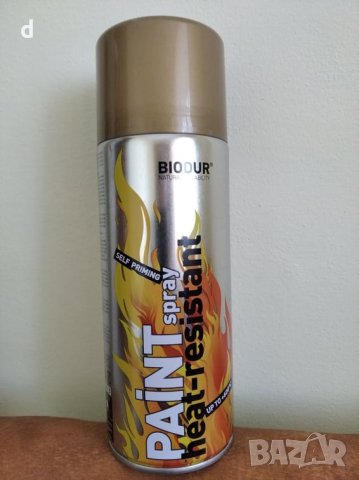 d
BIODUR®
SELF PRIMING
PAiNT
spray
heat-resistant
UP TO
BAZAR